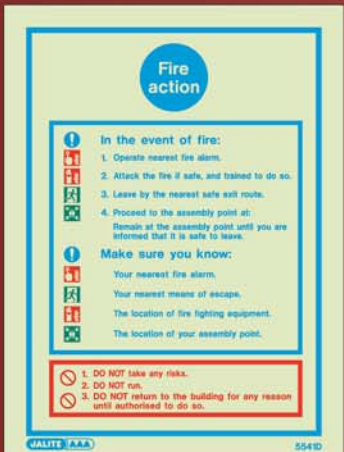 Fire
action
In the event of fire:
1. Operate nearest fire alarm.
2. Attack the fire if safe, and trained to do so.
3. Leave by the nearest safe exit route.
4. Proceed to the assembly point at:
Remain at the assembly point until you are
informed that it is safe to leave.
Make sure you know:
Your nearest fire alarm.
Your nearest means of escape.
The location of fire fighting equipment.
The location of your assembly point.
1. DO NOT take any risks.
2. DO NOT run.
3. DO NOT return to the building for any reason
until authorised to do so.
JALITE AAA
5541D